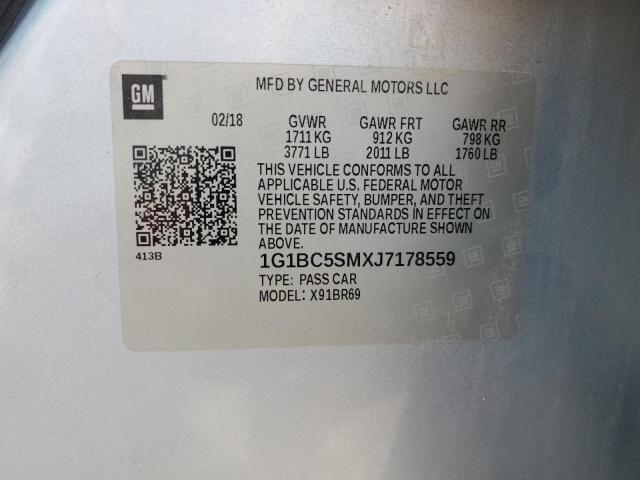 GM
MFD BY GENERAL MOTORS LLC
02/18 GVWR GAWR FRT GAWR RR
1711 KG 912 KG 798 KG
3771 LB 2011 LB 1760 LB
THIS VEHICLE CONFORMS TO ALL
APPLICABLE U.S. FEDERAL MOTOR
VEHICLE SAFETY, BUMPER, AND THEFT
PREVENTION STANDARDS IN EFFECT ON
THE DATE OF MANUFACTURE SHOWN
ABOVE.
413B
1G1BC5SMXJ7178559
TYPE: PASS CAR
MODEL: X91BR69